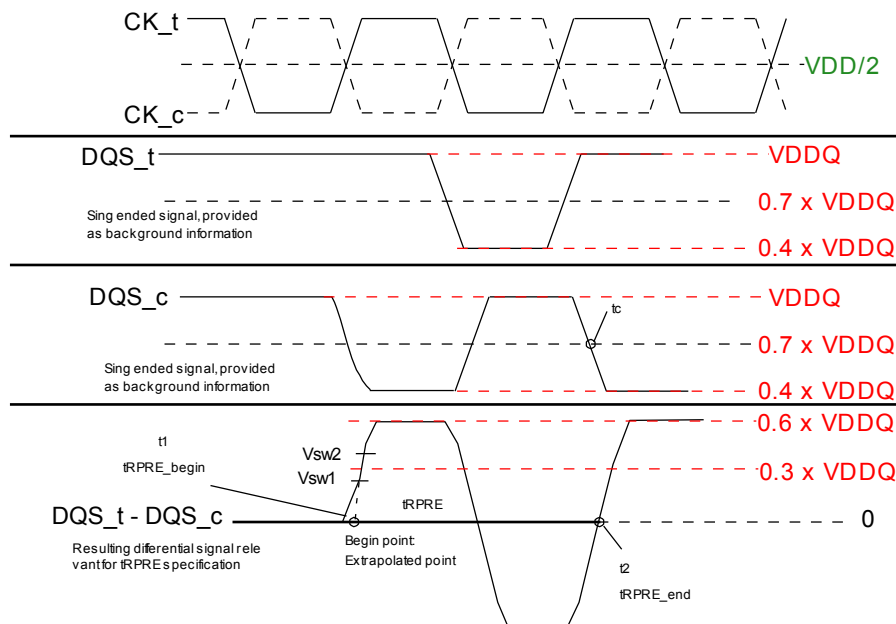 CK_t
VDD/2
CK_c
DQS_t
VDDQ
0.7 x VDDQ
Sing ended signal, provided
as background information
0.4 x VDDQ
DQS_c
VDDQ
tc
0.7 x VDDQ
Sing ended signal, provided
as background information
0.4 x VDDQ
0.6 x VDDQ
t1
Vsw2
tRPRE_begin
0.3 x VDDQ
Vsw1
tRPRE
DQS_t - DQS_c
0
Resulting differential signal rele
vant for tRPRE specification
Begin point:
Extrapolated point
t2
tRPRE_end